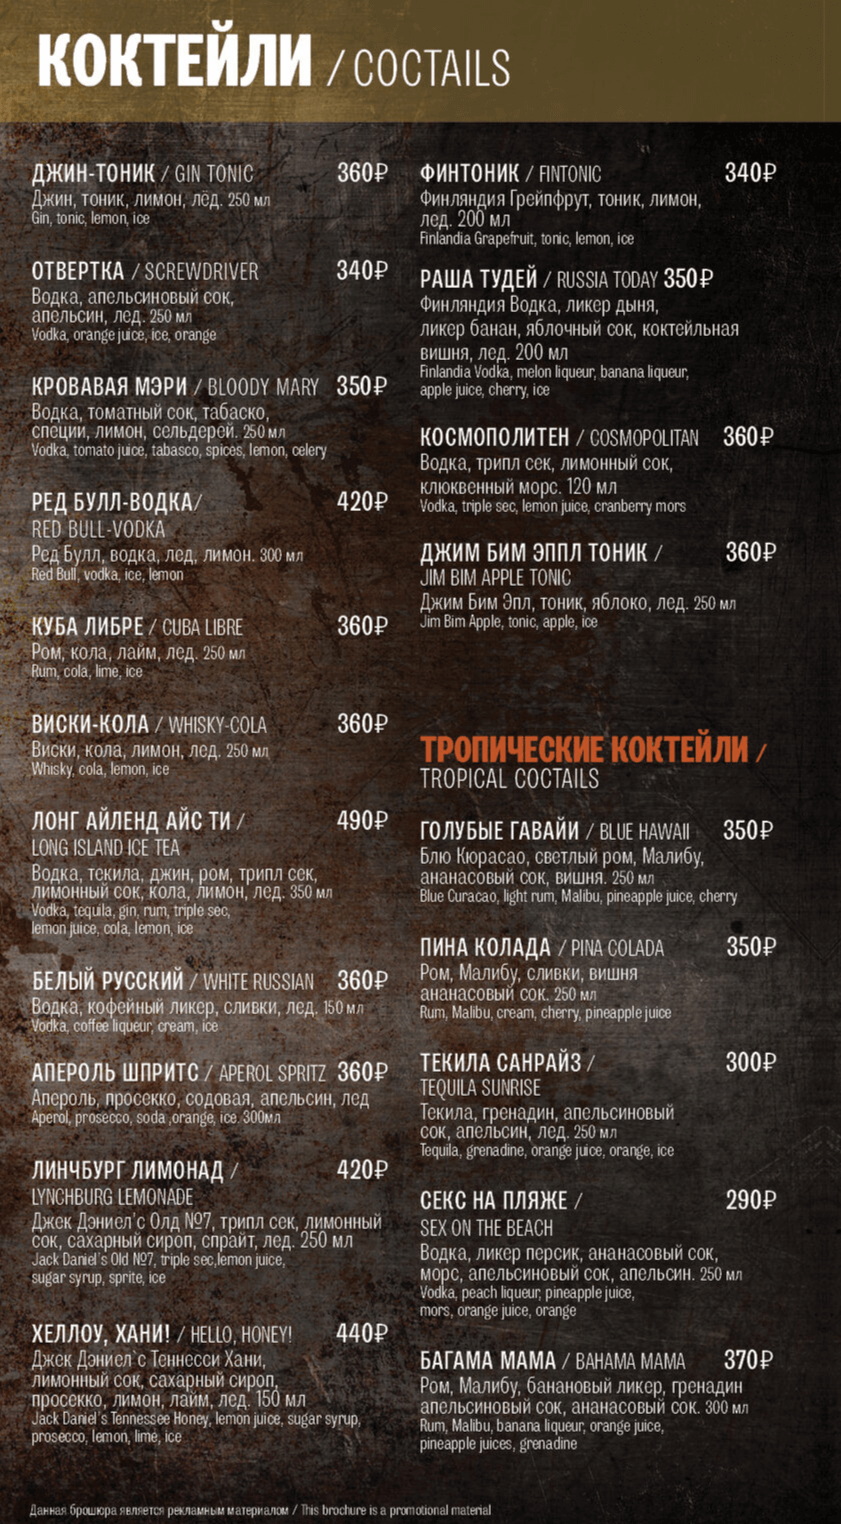 КОКТЕЙЛИ / COCTAILS
ДЖИН-ТОНИК / GIN TONIC 360₽
Джин, тоник, лимон, лёд. 250 мл
Gin, tonic, lemon, ice
ОТВЕРТКА / SCREWDRIVER 340₽
Водка, апельсиновый сок,
апельсин, лед. 250 мл
Vodka, orange juice, ice, orange
КРОВАВАЯ МЭРИ / BLOODY MARY 350₽
Водка, томатный сок, табаско,
специи, лимон, сельдерей. 250 мл
Vodka, tomato juice, tabasco, spices, lemon, celery
РЕД БУЛЛ-ВОДКА/ 420₽
RED BULL-VODKA
Ред Булл, водка, лед, лимон. 300 мл
Red Bull, vodka, ice, lemon
КУБА ЛИБРЕ / CUBA LIBRE 360₽
Ром, кола, лайм, лед. 250 мл
Rum, cola, lime, ice
ВИСКИ-КОЛА / WHISKY-COLA 360₽
Виски, кола, лимон, лед. 250 мл
Whisky, cola, lemon, ice
ЛОНГ АЙЛЕНД АЙС ТИ / 490₽
LONG ISLAND ICE TEA
Водка, текила, джин, ром, трипл сек,
лимонный сок, кола, лимон, лед. 350 мл
Vodka, tequila, gin, rum, triple sec,
lemon juice, cola, lemon, ice
БЕЛЫЙ РУССКИЙ / WHITE RUSSIAN 360₽
Водка, кофейный ликер, сливки, лед. 150 мл
Vodka, coffee liqueur, cream, ice
АПЕРОЛЬ ШПРИТС / APEROL SPRITZ 360₽
Апероль, просекко, содовая, апельсин, лед
Aperol, prosecco, soda ,orange, ice. 300мл
ЛИНЧБУРГ ЛИМОНАД / 420₽
LYNCHBURG LEMONADE
Джек Дэниел'с Олд №7, трипл сек, лимонный
сок, сахарный сироп, спрайт, лед. 250 мл
Jack Daniel's Old №7, triple sec,lemon juice,
sugar syrup, sprite, ice
ХЕЛЛОУ, ХАНИ! / HELLO, HONEY! 440₽
Джек Дэниел`с Теннесси Хани,
лимонный сок, сахарный сироп,
просекко, лимон, лайм, лед. 150 мл
Jack Daniel's Tennessee Honey, lemon juice, sugar syrup,
prosecco, lemon, lime, ice
ФИНТОНИК / FINTONIC 340₽
Финляндия Грейпфрут, тоник, лимон,
лед. 200 мл
Finlandia Grapefruit, tonic, lemon, ice
РАША ТУДЕЙ / RUSSIA TODAY 350₽
Финляндия Водка, ликер дыня,
ликер банан, яблочный сок, коктейльная
вишня, лед. 200 мл
Finlandia Vodka, melon liqueur, banana liqueur,
apple juice, cherry, ice
КОСМОПОЛИТЕН / COSMOPOLITAN 360₽
Водка, трипл сек, лимонный сок,
клюквенный морс. 120 мл
Vodka, triple sec, lemon juice, cranberry mors
ДЖИМ БИМ ЭППЛ ТОНИК / 360₽
JIM BIM APPLE TONIC
Джим Бим Эпл, тоник, яблоко, лед. 250 мл
Jim Bim Apple, tonic, apple, ice
ТРОПИЧЕСКИЕ КОКТЕЙЛИ /
TROPICAL COCTAILS
ГОЛУБЫЕ ГАВАЙИ / BLUE HAWAII 350₽
Блю Кюрасао, светлый ром, Малибу,
ананасовый сок, вишня. 250 мл
Blue Curacao, light rum, Malibu, pineapple juice, cherry
ПИНА КОЛАДА / PINA COLADA 350₽
Ром, Малибу, сливки, вишня
ананасовый сок. 250 мл
Rum, Malibu, cream, cherry, pineapple juice
ТЕКИЛА САНРАЙЗ / 300₽
TEQUILA SUNRISE
Текила, гренадин, апельсиновый
сок, апельсин, лед. 250 мл
Tequila, grenadine, orange juice, orange, ice
СЕКС НА ПЛЯЖЕ / 290₽
SEX ON THE BEACH
Водка, ликер персик, ананасовый сок,
морс, апельсиновый сок, апельсин. 250 мл
Vodka, peach liqueur, pineapple juice,
mors, orange juice, orange
БАГАМА МАМА / BAHAMA MAMA 370₽
Ром, Малибу, банановый ликер, гренадин
апельсиновый сок, ананасовый сок. 300 мл
Rum, Malibu, banana liqueur, orange juice,
pineapple juices, grenadine
Данная брошюра является рекламным материалом / This brochure is a promotional material